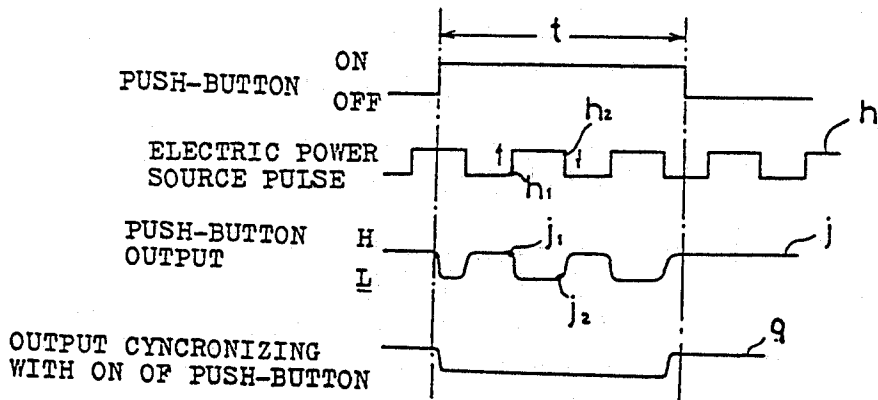 t
ON
PUSH-BUTTON
OFF
h
h2
ELECTRIC POWER
SOURCE PULSE
h1
PUSH-BUTTON
OUTPUT
H
L
j1
j
j2
g
OUTPUT CYNCRONIZING
WITH ON OF PUSH-BUTTON